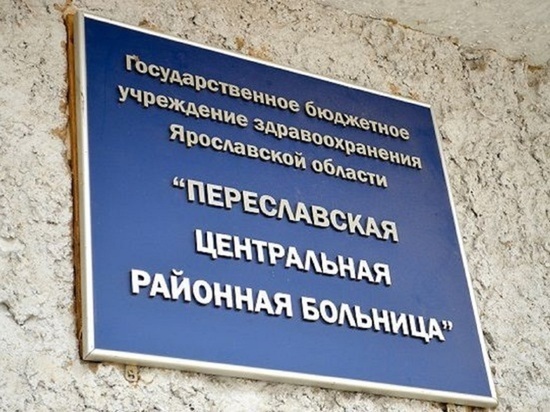 Государственное бюджетное
учреждение здравоохранения
Ярославской области
“ПЕРЕСЛАВСКАЯ
ЦЕНТРАЛЬНАЯ
РАЙОННАЯ БОЛЬНИЦА”